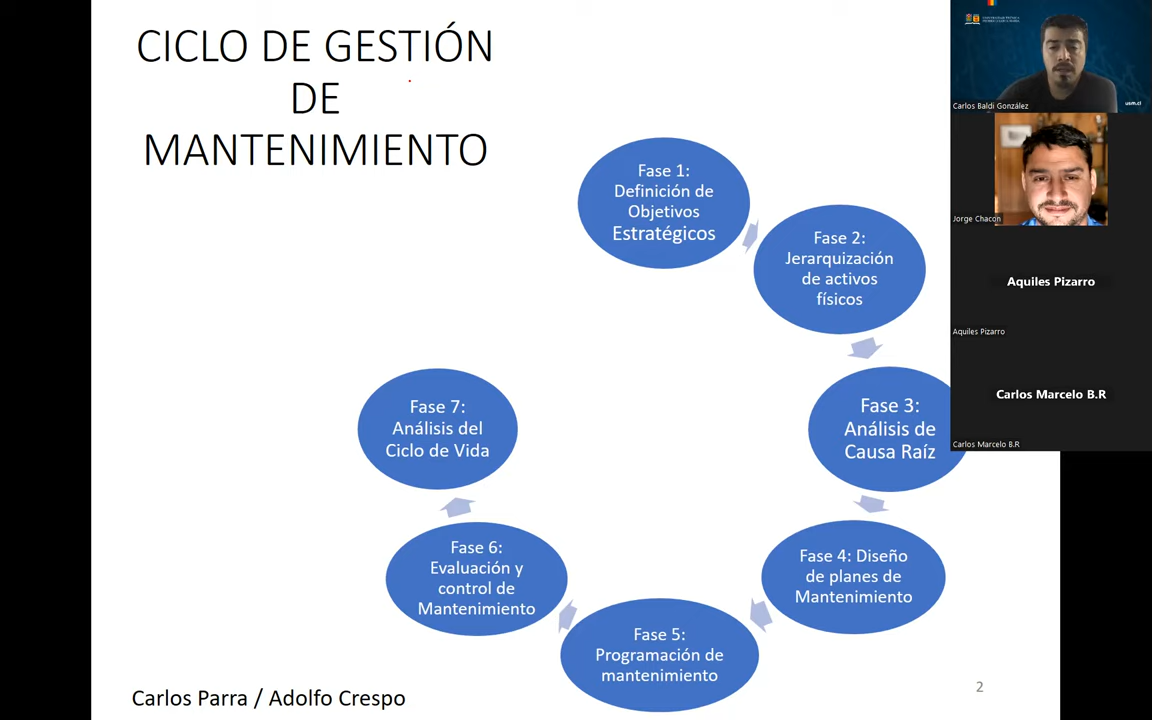 CICLO DE GESTIÓN
DE
MANTENIMIENTO
Fase 1:
Definición de
Objetivos
Estratégicos
Fase 2:
Jerarquización
de activos
físicos
Fase 3:
Análisis de
Causa Raíz
Fase 4: Diseño
de planes de
Mantenimiento
Fase 5:
Programación de
mantenimiento
Fase 6:
Evaluación y
control de
Mantenimiento
Fase 7:
Análisis del
Ciclo de Vida
Carlos Parra / Adolfo Crespo
2
usm.cl
Carlos Baldi González
Jorge Chacon
Aquiles Pizarro
Aquiles Pizarro
Carlos Marcelo B.R
Carlos Marcelo B.R